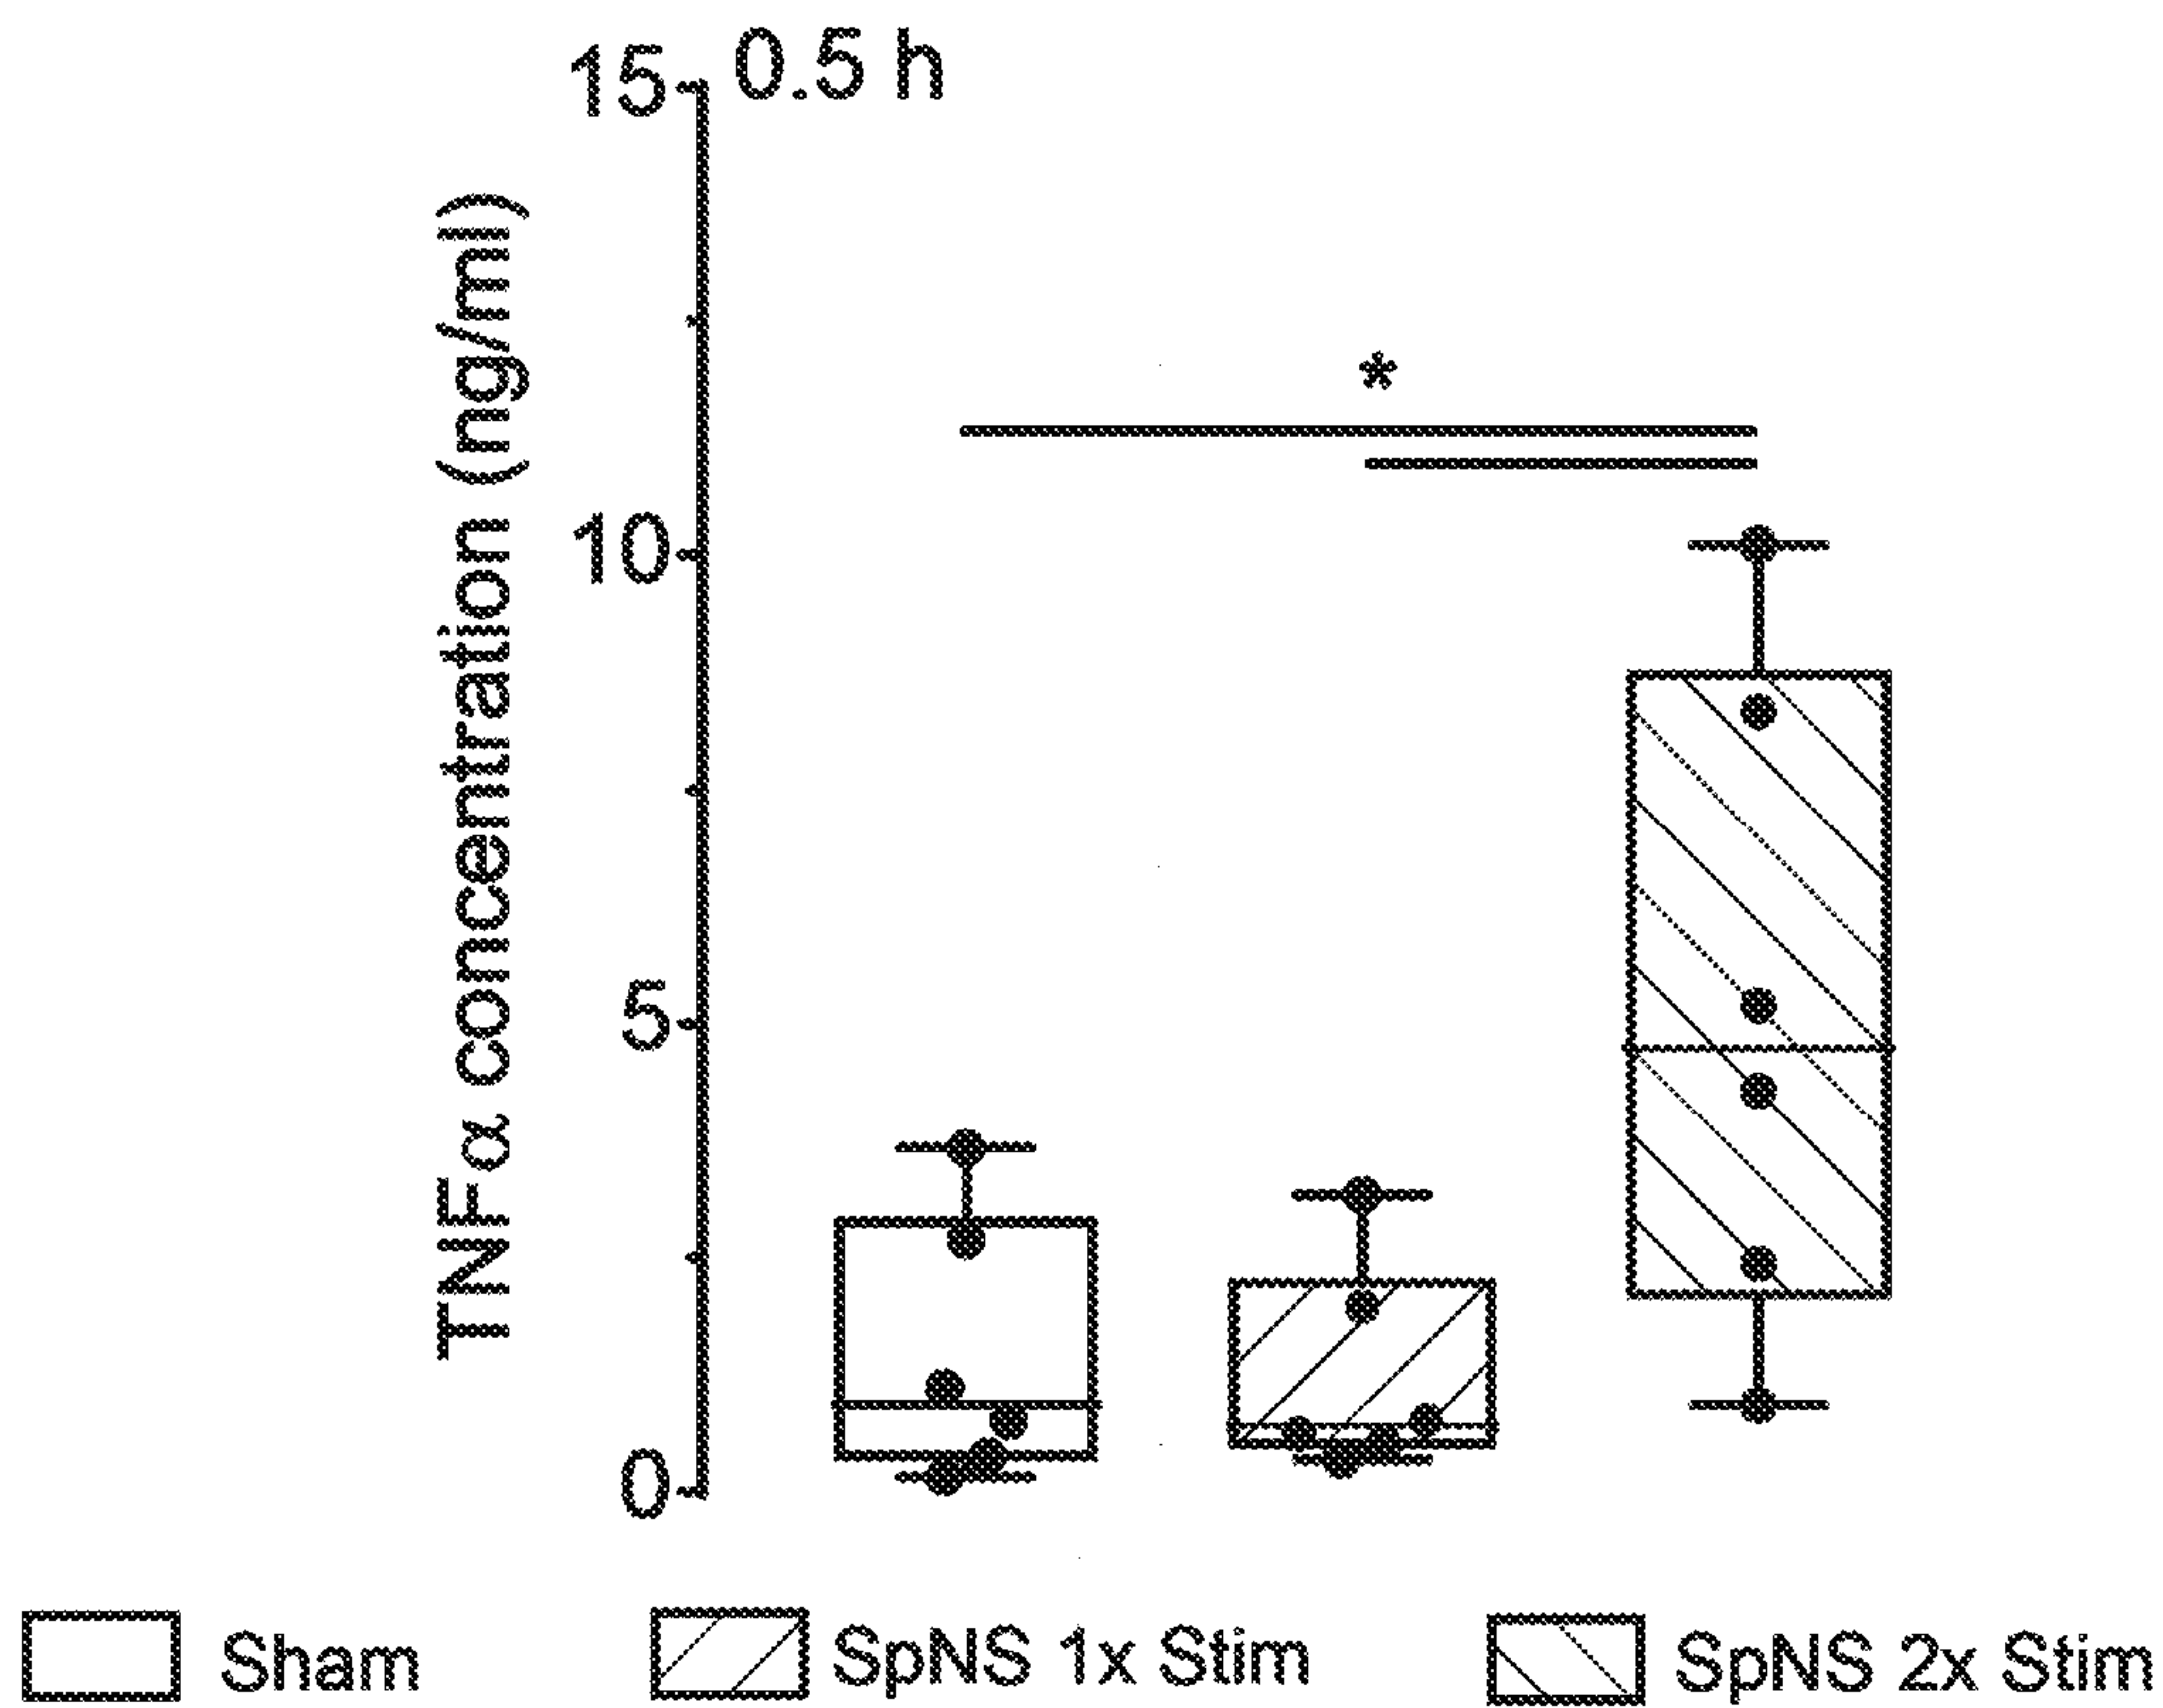 0.5 h
15
10
5
0
TNFα concentration (ng/ml)
*
Sham
SpNS 1x Stim
SpNS 2x Stim